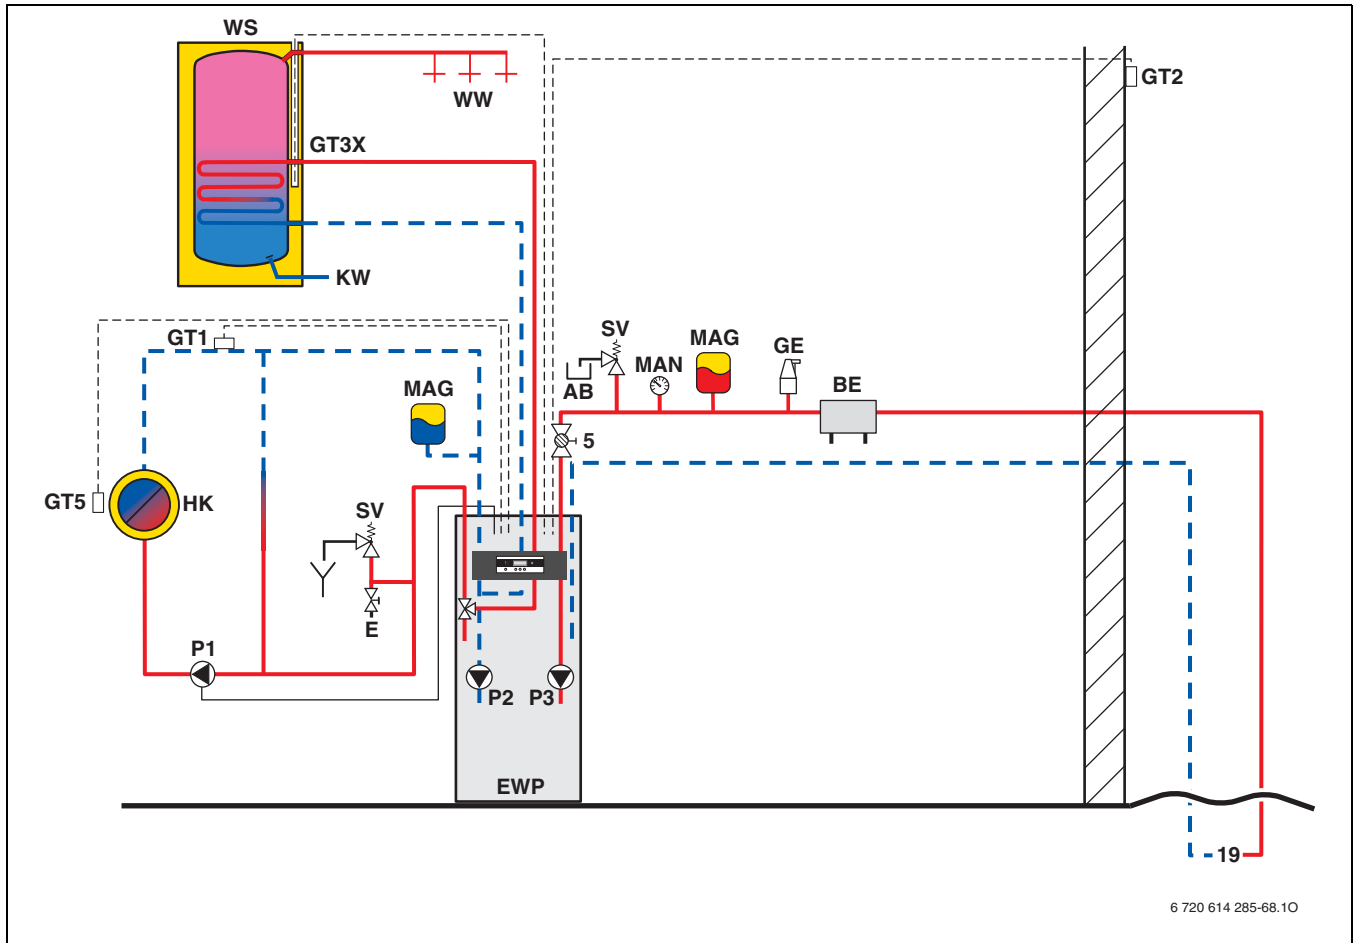 WS
WW
GT2
GT3X
KW
GT1
SV
MAG
GE
MAN
AB
BE
MAG
5
GT5
HK
SV
E
P1
P2
P3
EWP
19
6 720 614 285-68.1O